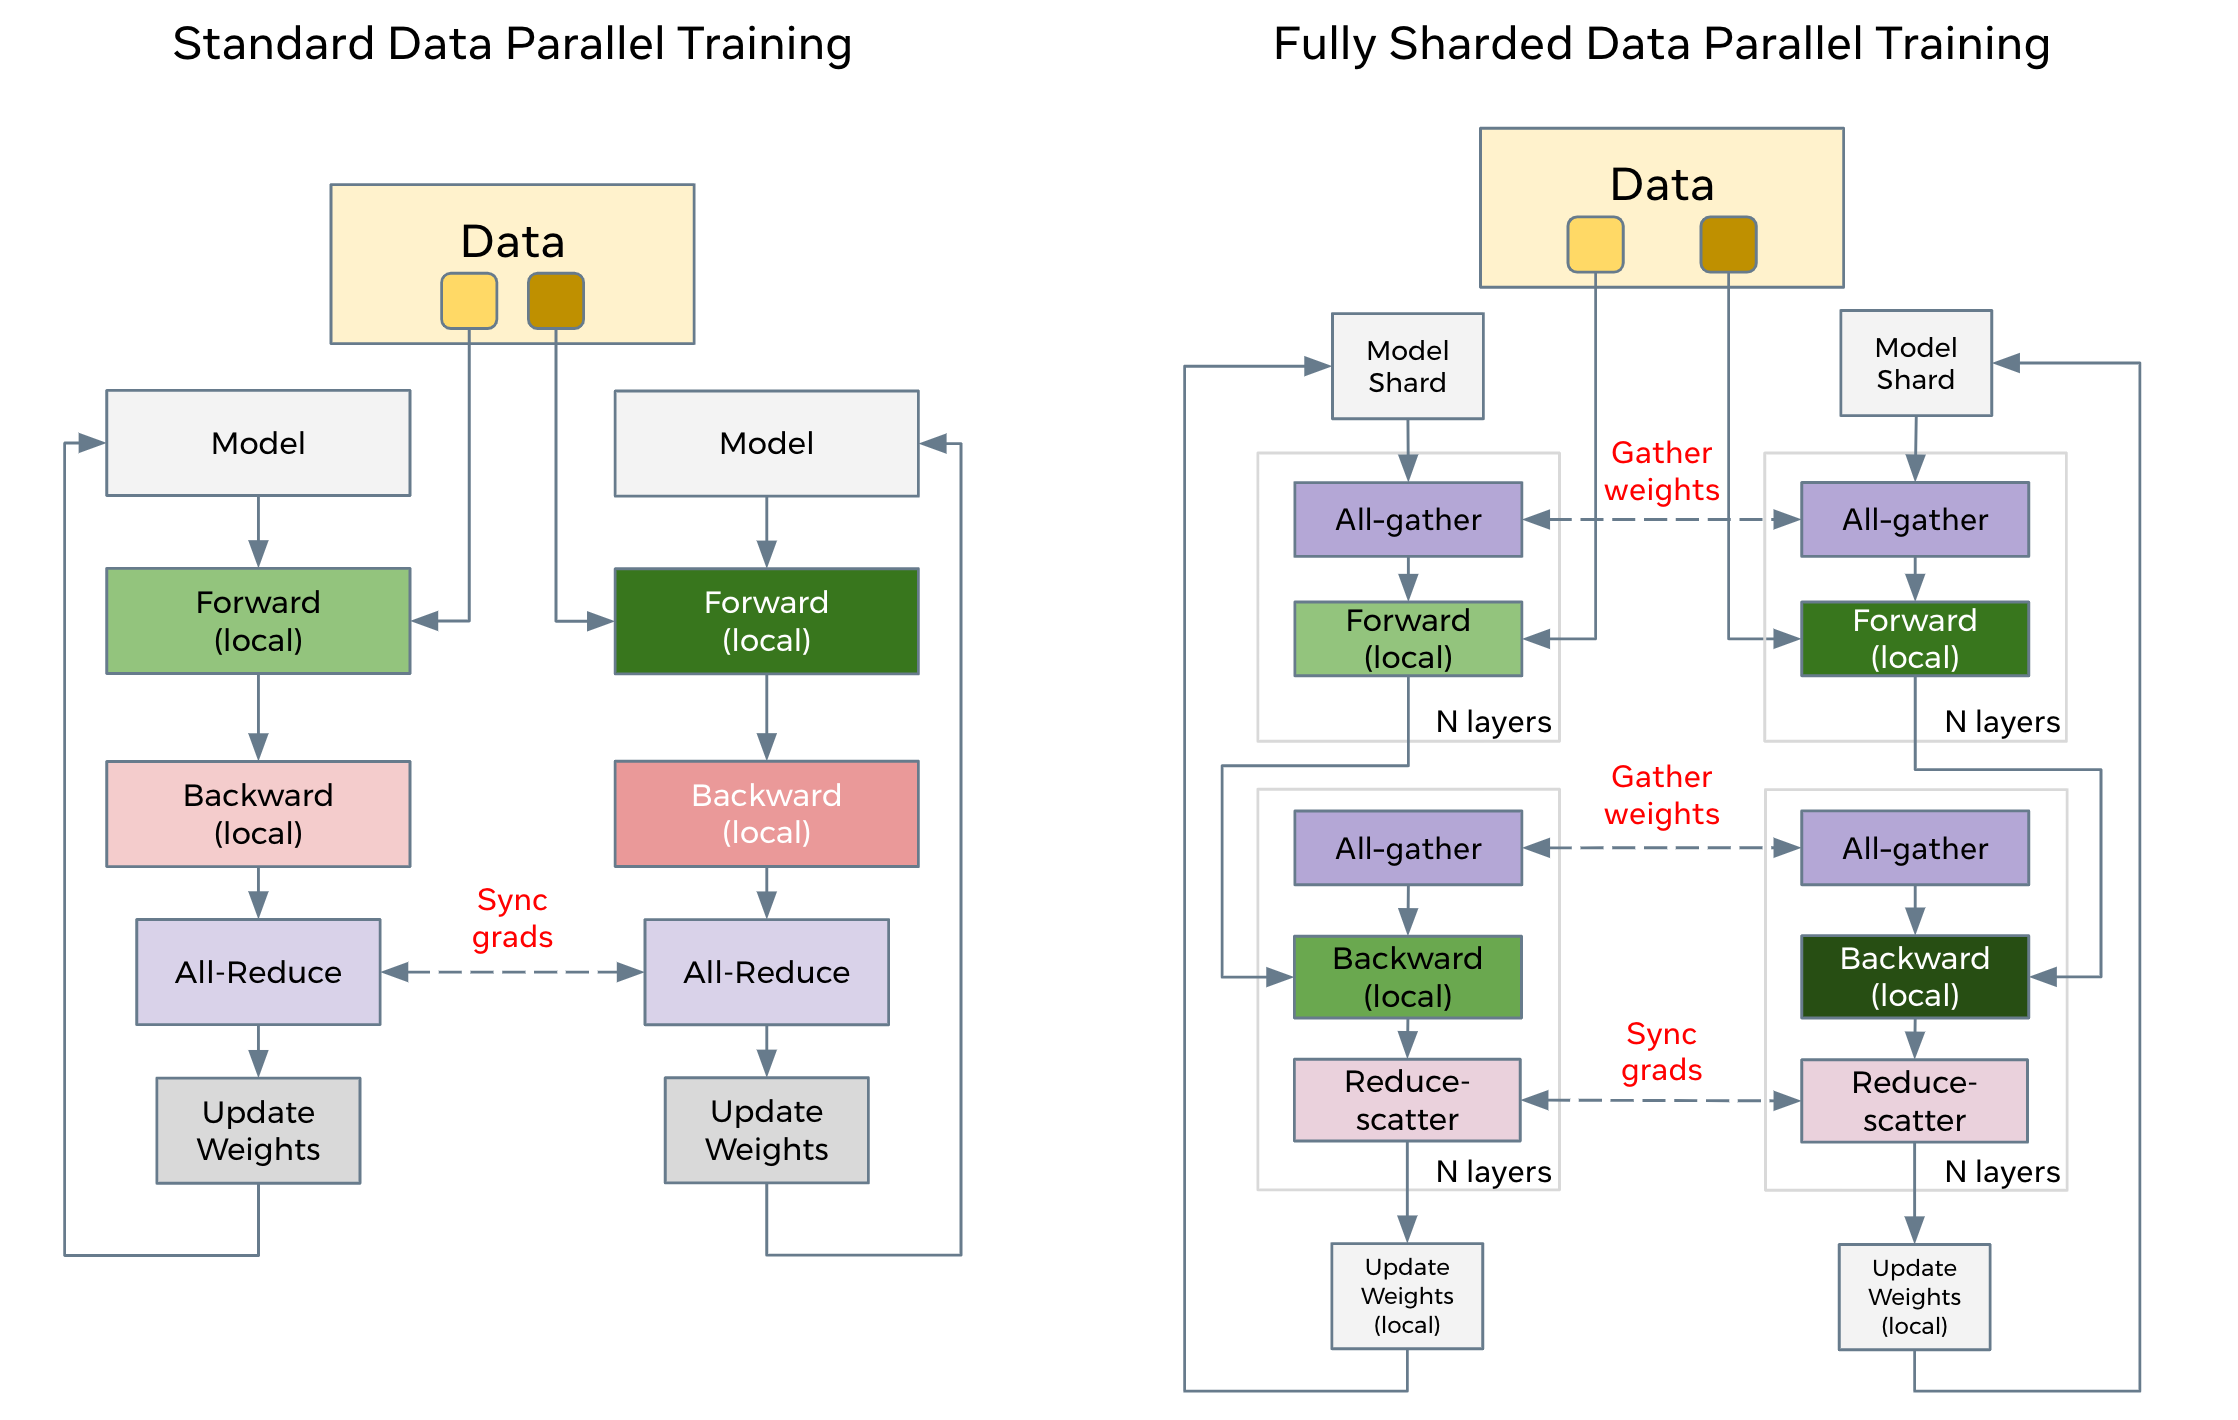 Standard Data Parallel Training
Data
Model
Model
Forward
(local)
Forward
(local)
Backward
(local)
Backward
(local)
Sync
grads
All-Reduce
All-Reduce
Update
Weights
Update
Weights
Fully Sharded Data Parallel Training
Data
Model
Shard
Model
Shard
Gather
weights
All-gather
All-gather
Forward
(local)
Forward
(local)
N layers
N layers
Gather
weights
All-gather
All-gather
Backward
(local)
Backward
(local)
Sync
grads
Reduce-
scatter
Reduce-
scatter
N layers
N layers
Update
Weights
(local)
Update
Weights
(local)